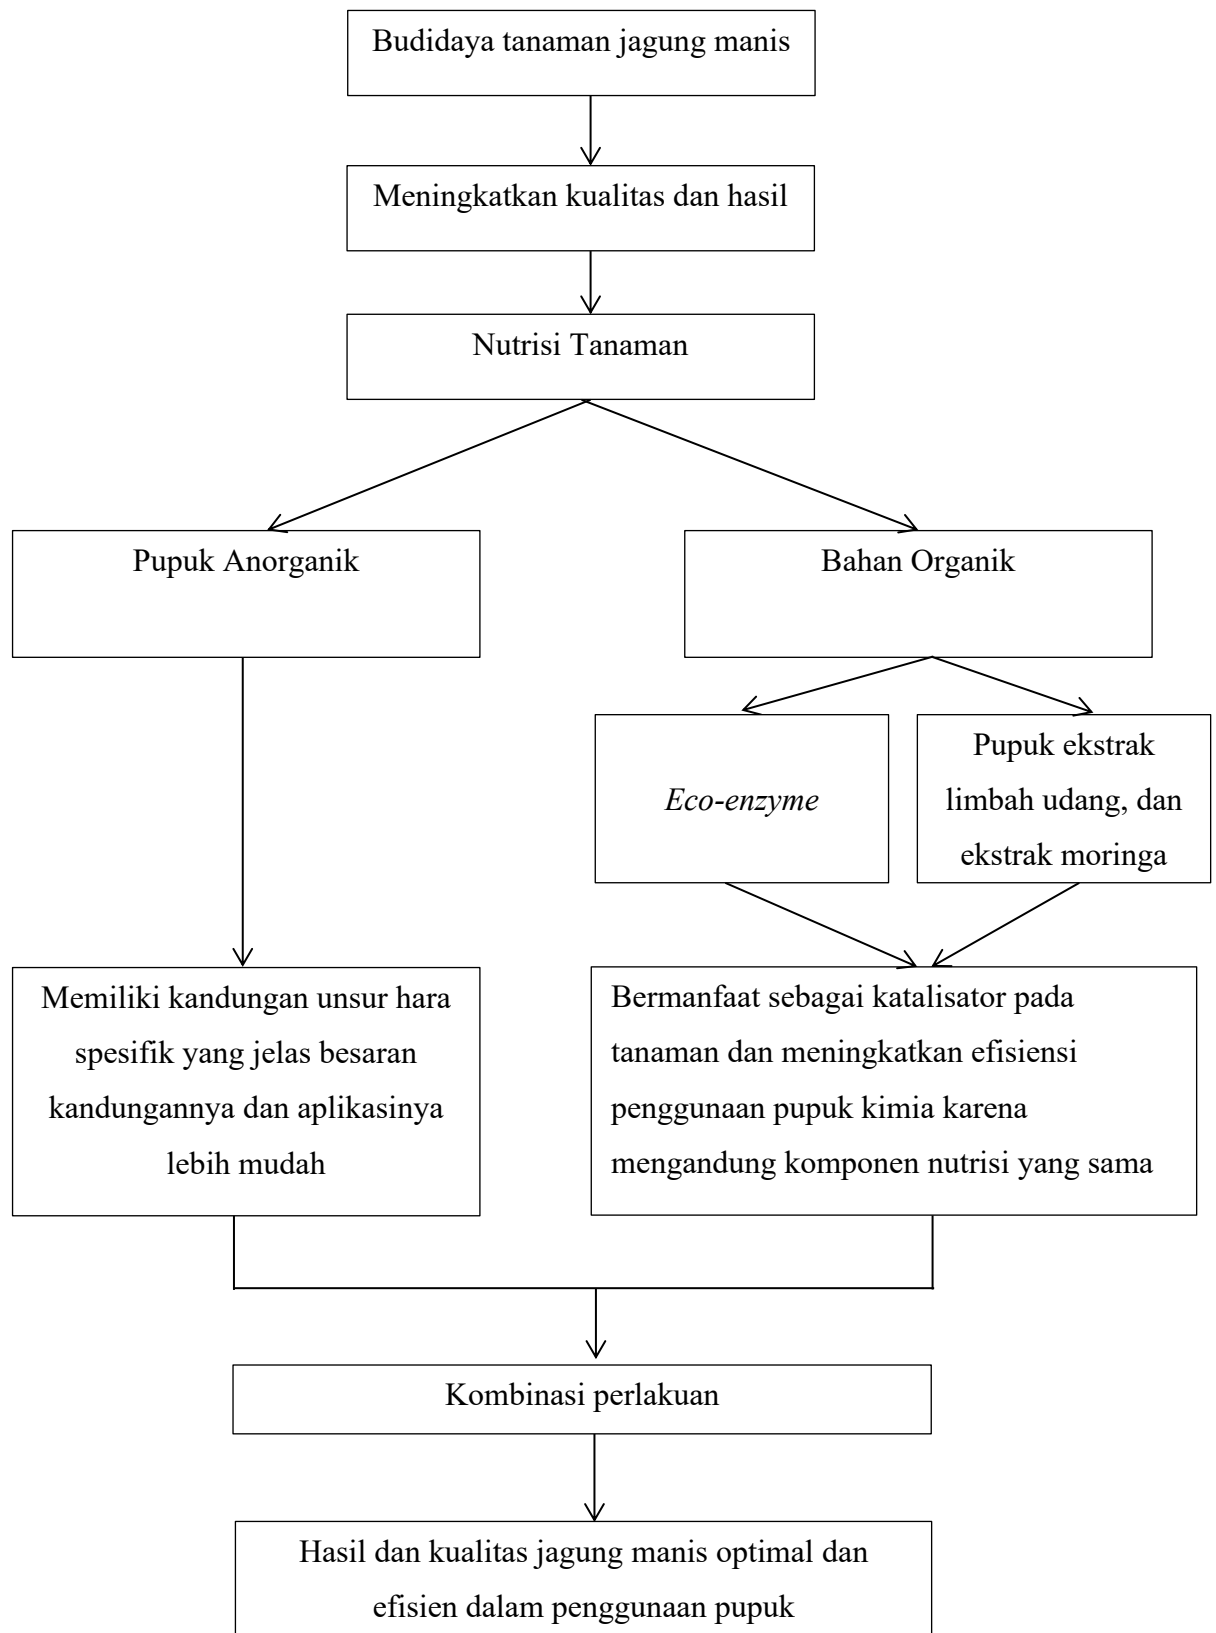 Budidaya tanaman jagung manis
Meningkatkan kualitas dan hasil
Nutrisi Tanaman
Pupuk Anorganik
Bahan Organik
Eco-enzyme
Pupuk ekstrak
limbah udang, dan
ekstrak moringa
Memiliki kandungan unsur hara
spesifik yang jelas besaran
kandungannya dan aplikasinya
lebih mudah
Bermanfaat sebagai katalisator pada
tanaman dan meningkatkan efisiensi
penggunaan pupuk kimia karena
mengandung komponen nutrisi yang sama
Kombinasi perlakuan
Hasil dan kualitas jagung manis optimal dan
efisien dalam penggunaan pupuk